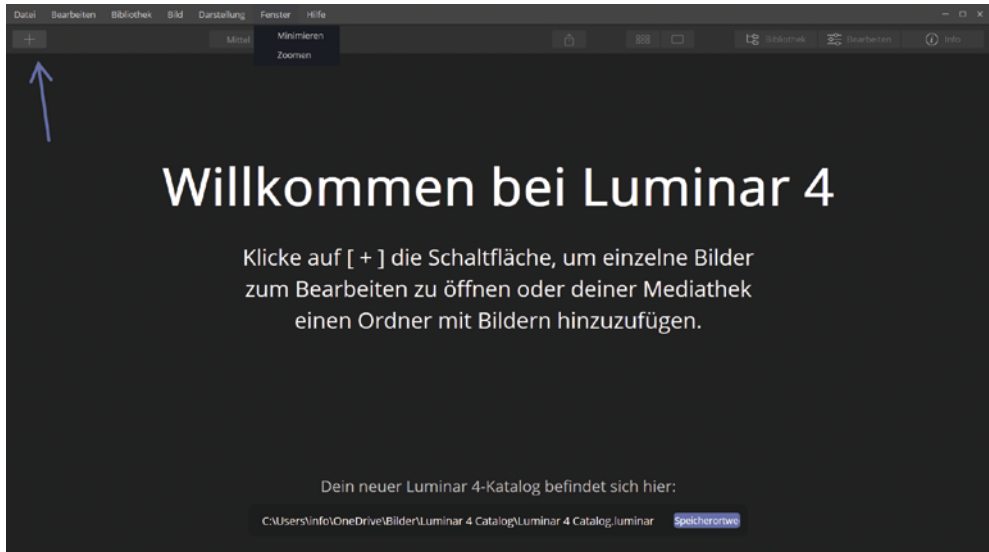 Datei Bearbeiten Bibliothek Bild Darstellung Fenster Hilfe
Mittel
Minimieren
Zoomen
Bibliothek Bearbeiten Info
Willkommen bei Luminar 4
Klicke auf [ + ] die Schaltfläche, um einzelne Bilder
zum Bearbeiten zu öffnen oder deiner Mediathek
einen Ordner mit Bildern hinzuzufügen.
Dein neuer Luminar 4-Katalog befindet sich hier:
C:\Users\info\OneDrive\Bilder\Luminar 4 Catalog\Luminar 4 Catalog.luminar Speicherortwe